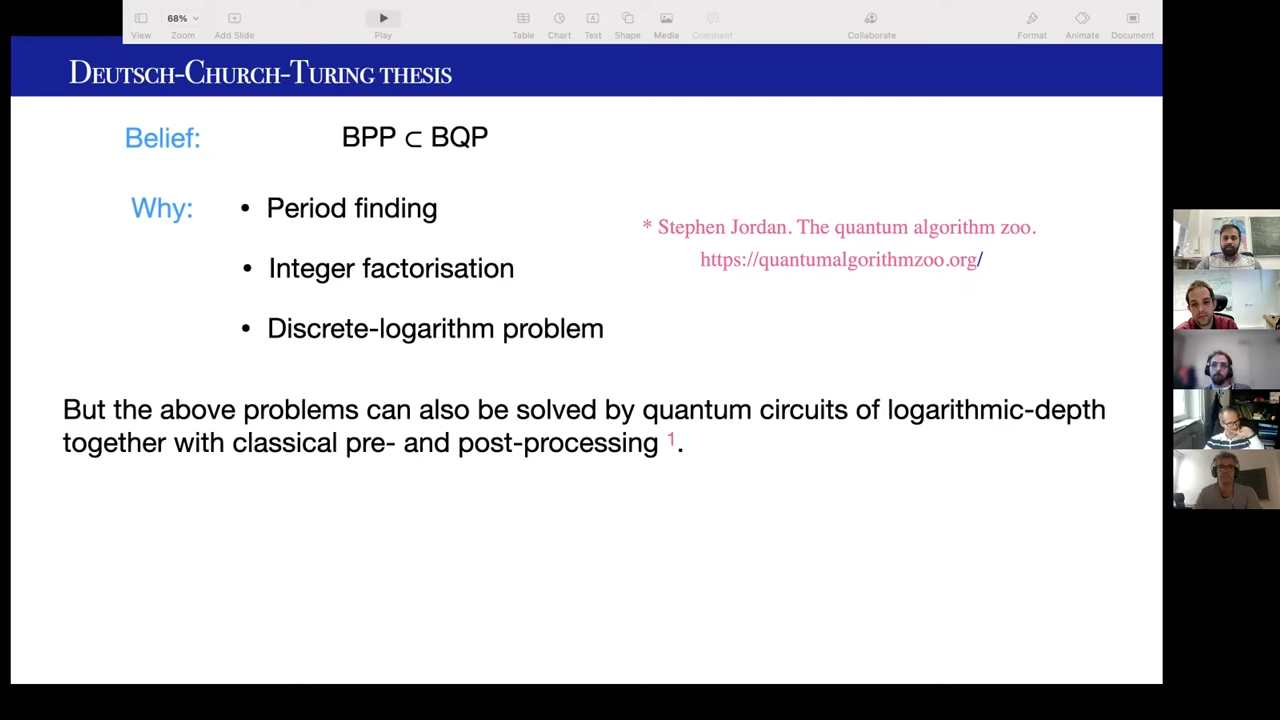 68%
View
Zoom
Add Slide
Play
Table
Chart
Text
Shape
Media
Comment
Collaborate
Format
Animate
Document
DEUTSCH-CHURCH-TURING THESIS
Belief:
BPP ⊂ BQP
Why:
• Period finding
• Integer factorisation
• Discrete-logarithm problem
* Stephen Jordan. The quantum algorithm zoo.
https://quantumalgorithmzoo.org/
But the above problems can also be solved by quantum circuits of logarithmic-depth
together with classical pre- and post-processing 1.